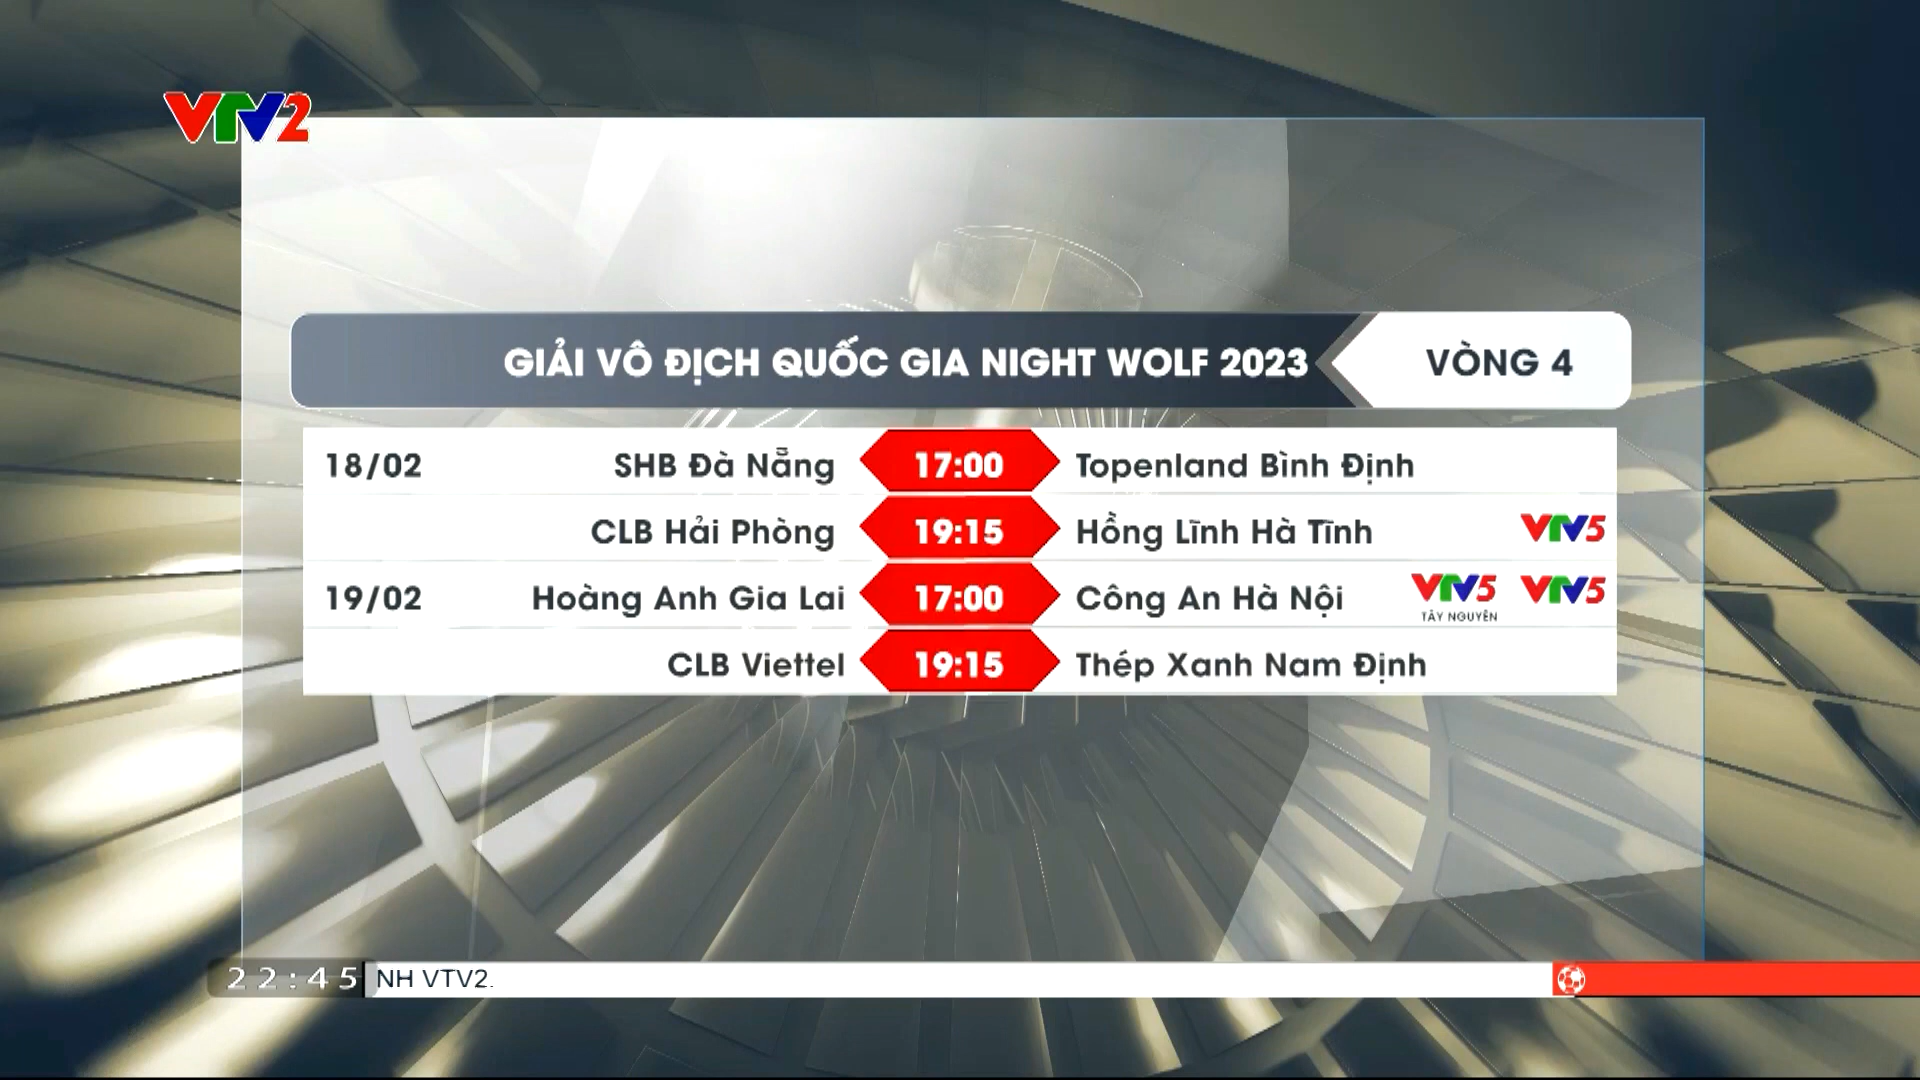 VTV2
GIẢI VÔ ĐỊCH QUỐC GIA NIGHT WOLF 2023 VÒNG 4
18/02 SHB Đà Nẵng 17:00 Topenland Bình Định
CLB Hải Phòng 19:15 Hồng Lĩnh Hà Tĩnh VTV5
19/02 Hoàng Anh Gia Lai 17:00 Công An Hà Nội VTV5 TÂY NGUYÊN VTV5
CLB Viettel 19:15 Thép Xanh Nam Định
22:45 NH VTV2.